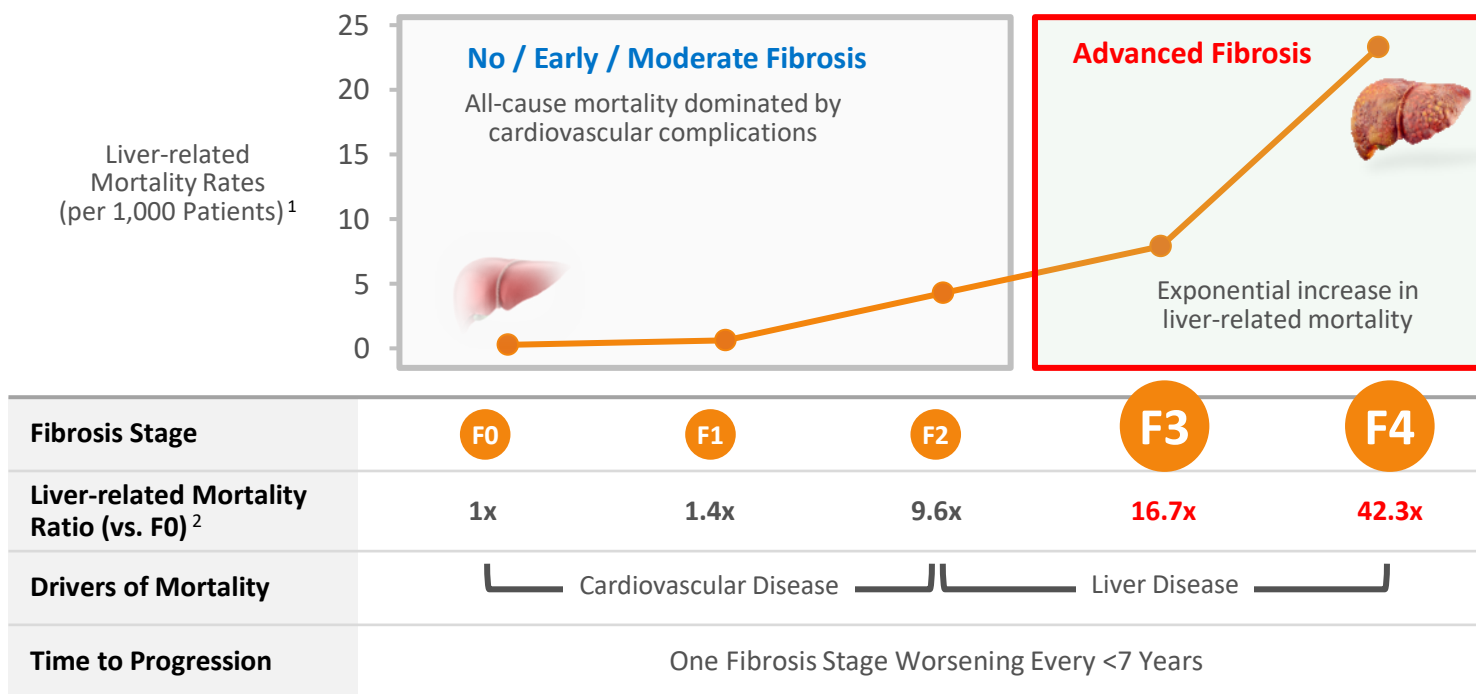 25
20
15
10
5
0
Liver-related
Mortality Rates
(per 1,000 Patients) 1
No / Early / Moderate Fibrosis
All-cause mortality dominated by
cardiovascular complications
Advanced Fibrosis
Exponential increase in
liver-related mortality
Fibrosis Stage F0 F1 F2 F3 F4
Liver-related Mortality
Ratio (vs. F0) 2
1x 1.4x 9.6x 16.7x 42.3x
Drivers of Mortality Cardiovascular Disease Liver Disease
Time to Progression One Fibrosis Stage Worsening Every <7 Years